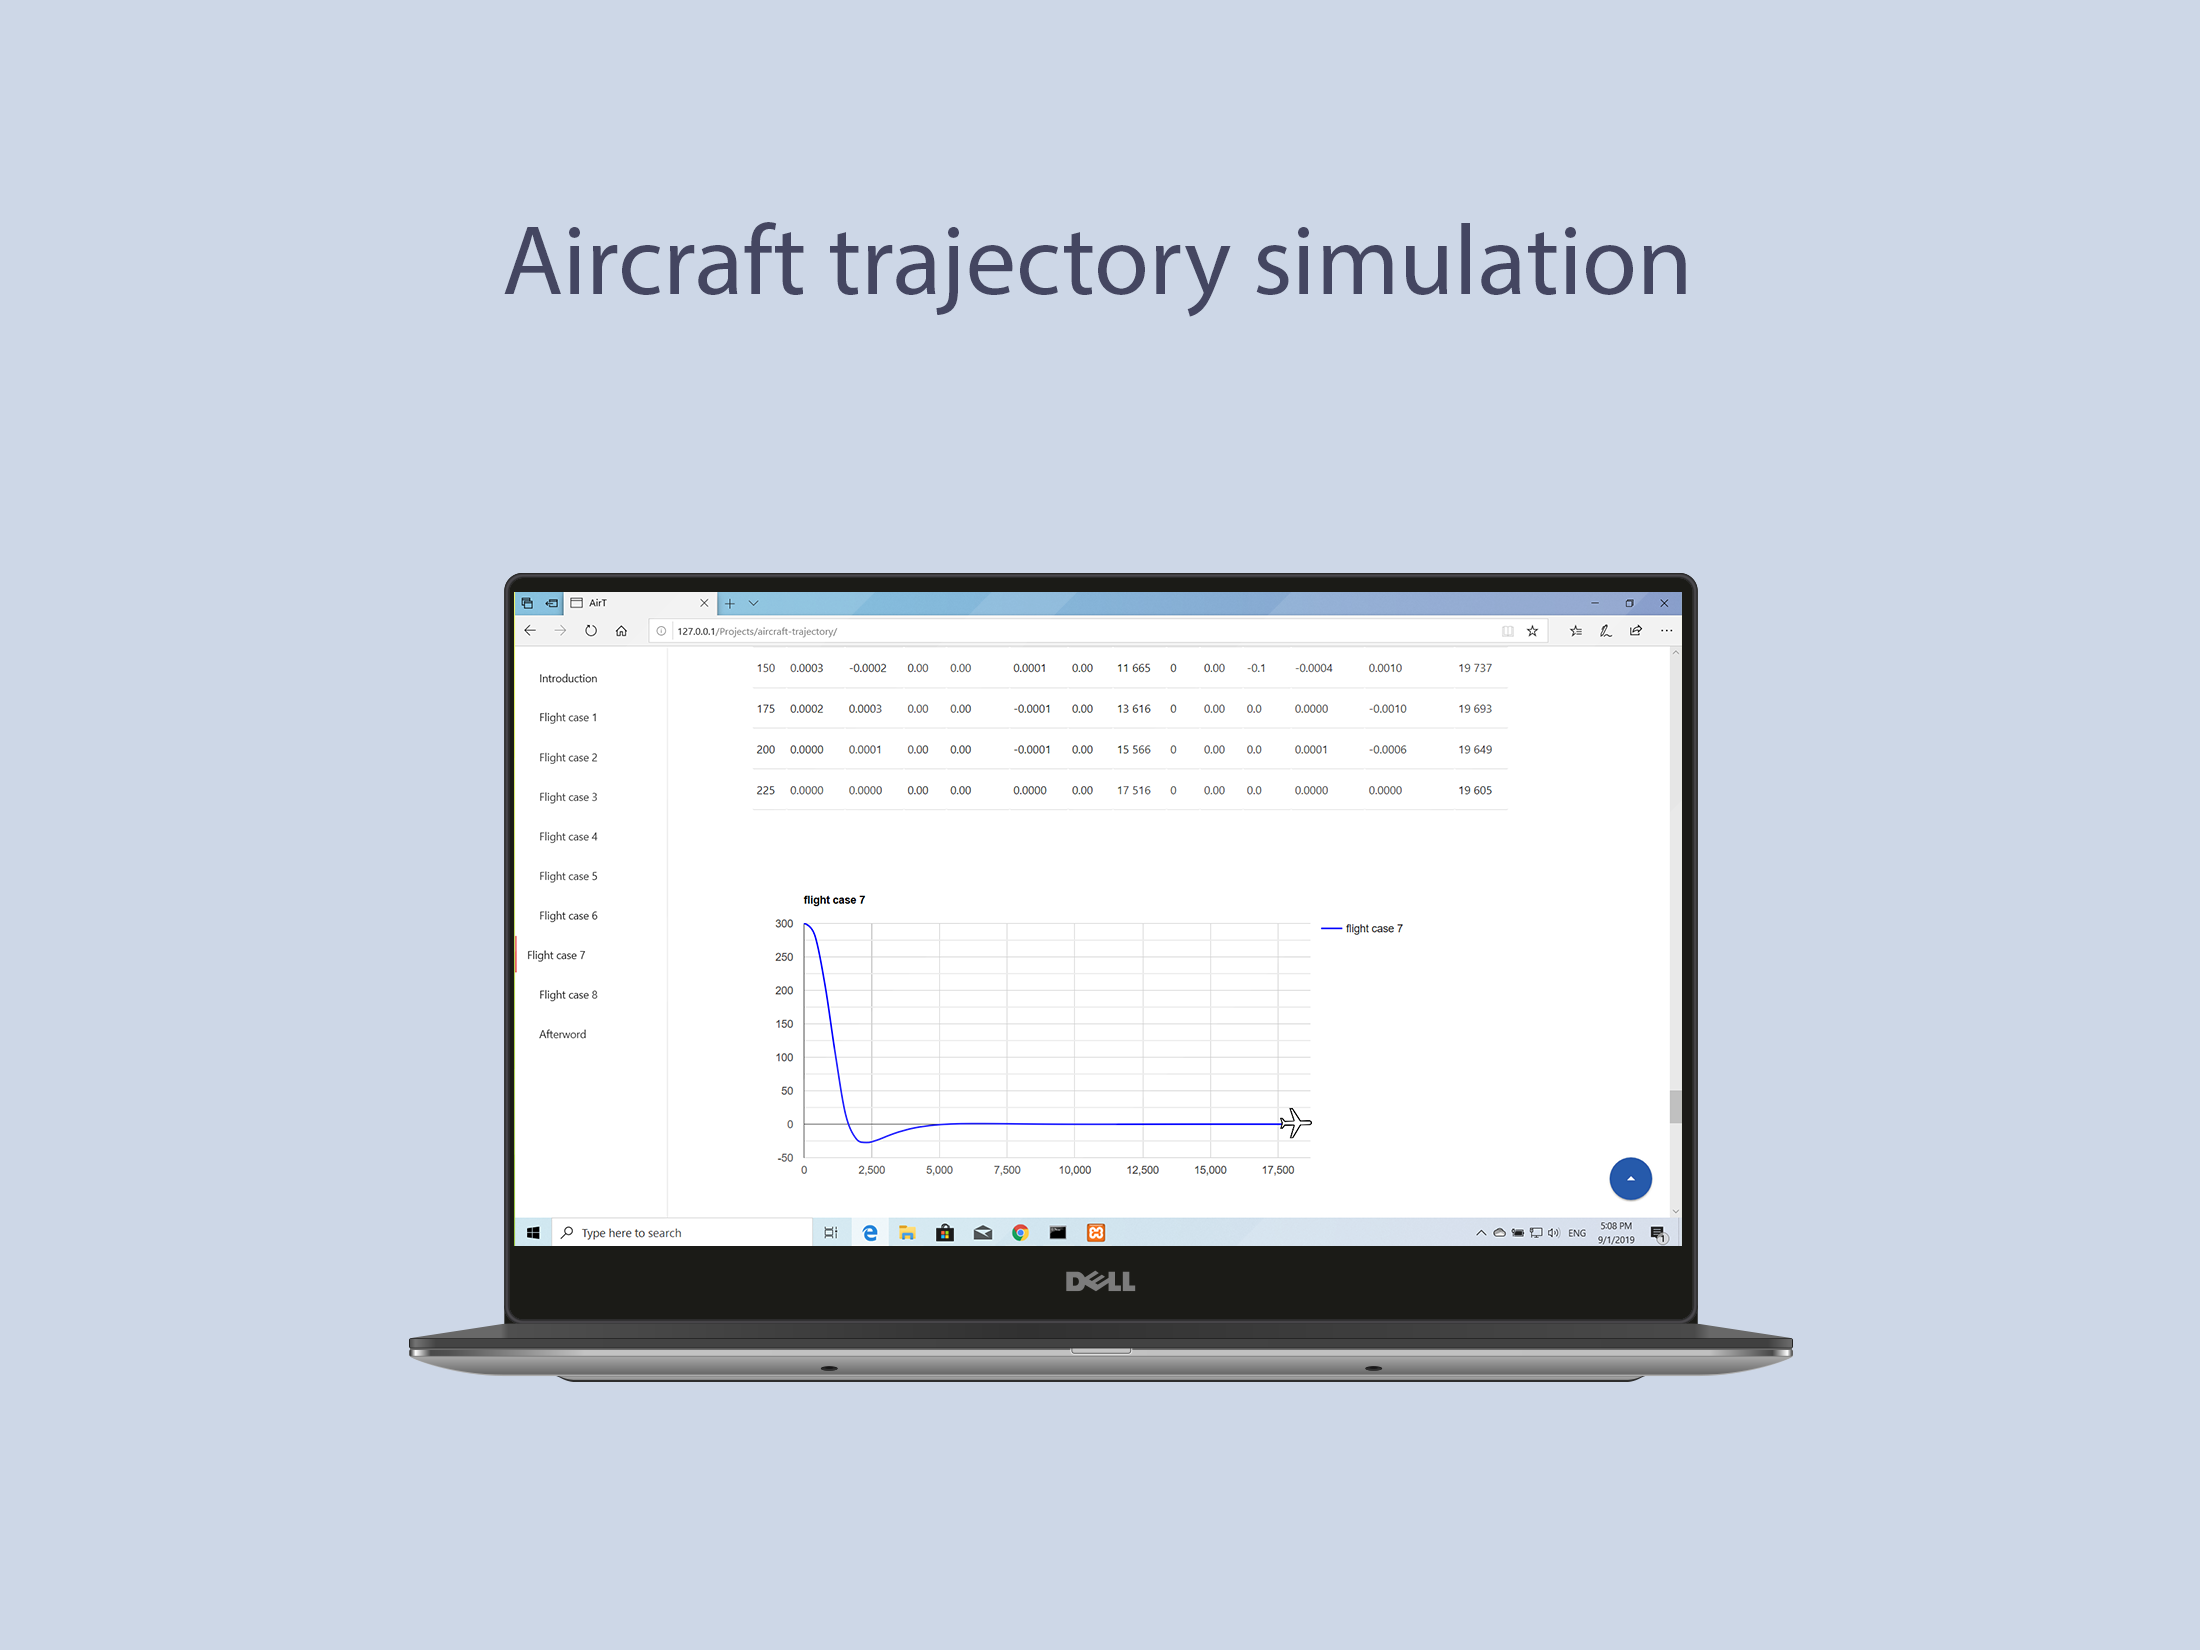 Aircraft trajectory simulation
AirT
127.0.0.1/Projects/aircraft-trajectory/
Introduction
Flight case 1
Flight case 2
Flight case 3
Flight case 4
Flight case 5
Flight case 6
Flight case 7
Flight case 8
Afterword
150 0.0003 -0.0002 0.00 0.00 0.0001 0.00 11 665 0 0.00 -0.1 -0.0004 0.0010 19 737
175 0.0002 0.0003 0.00 0.00 -0.0001 0.00 13 616 0 0.00 0.0 0.0000 -0.0010 19 693
200 0.0000 0.0001 0.00 0.00 -0.0001 0.00 15 566 0 0.00 0.0 0.0001 -0.0006 19 649
225 0.0000 0.0000 0.00 0.00 0.0000 0.00 17 516 0 0.00 0.0 0.0000 0.0000 19 605
flight case 7
300
250
200
150
100
50
0
-50
0 2,500 5,000 7,500 10,000 12,500 15,000 17,500
flight case 7
Type here to search
ENG
5:08 PM
9/1/2019
1
DELL